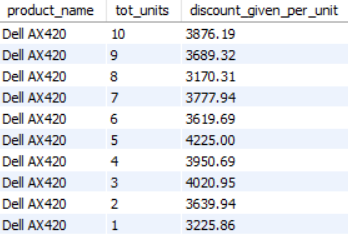 product_name tot_units discount_given_per_unit
Dell AX420 10 3876.19
Dell AX420 9 3689.32
Dell AX420 8 3170.31
Dell AX420 7 3777.94
Dell AX420 6 3619.69
Dell AX420 5 4225.00
Dell AX420 4 3950.69
Dell AX420 3 4020.95
Dell AX420 2 3639.94
Dell AX420 1 3225.86